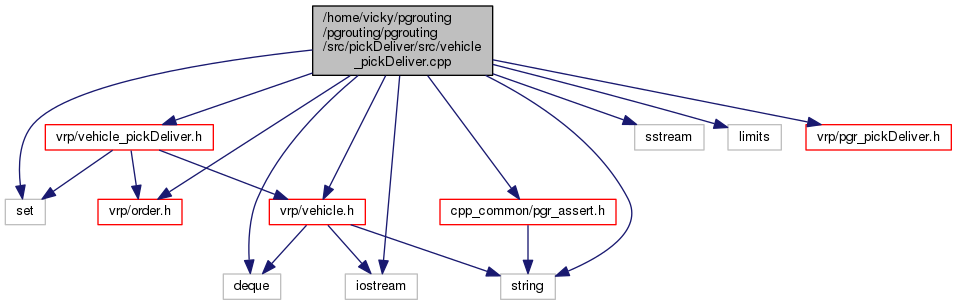 /home/vicky/pgrouting
/pgrouting/pgrouting
/src/pickDeliver/src/vehicle
_pickDeliver.cpp
vrp/vehicle_pickDeliver.h
sstream
limits
vrp/pgr_pickDeliver.h
set
vrp/order.h
vrp/vehicle.h
cpp_common/pgr_assert.h
deque
iostream
string